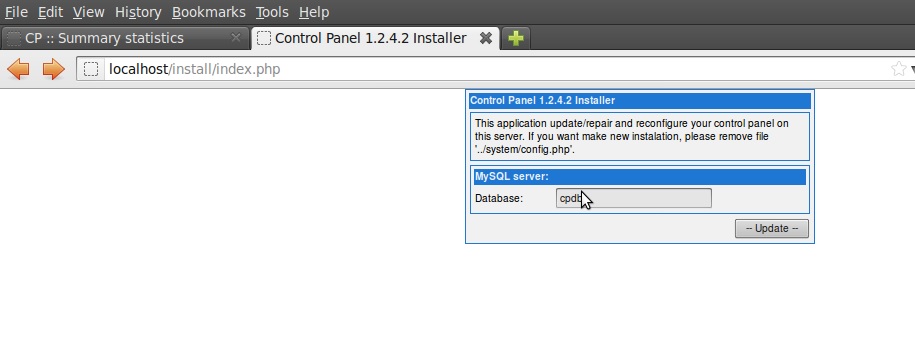 File Edit View History Bookmarks Tools Help
CP :: Summary statistics Control Panel 1.2.4.2 Installer
localhost/install/index.php
Control Panel 1.2.4.2 Installer
This application update/repair and reconfigure your control panel on
this server. If you want make new instalation, please remove file
'../system/config.php'.
MySQL server:
Database: cpdb
-- Update --